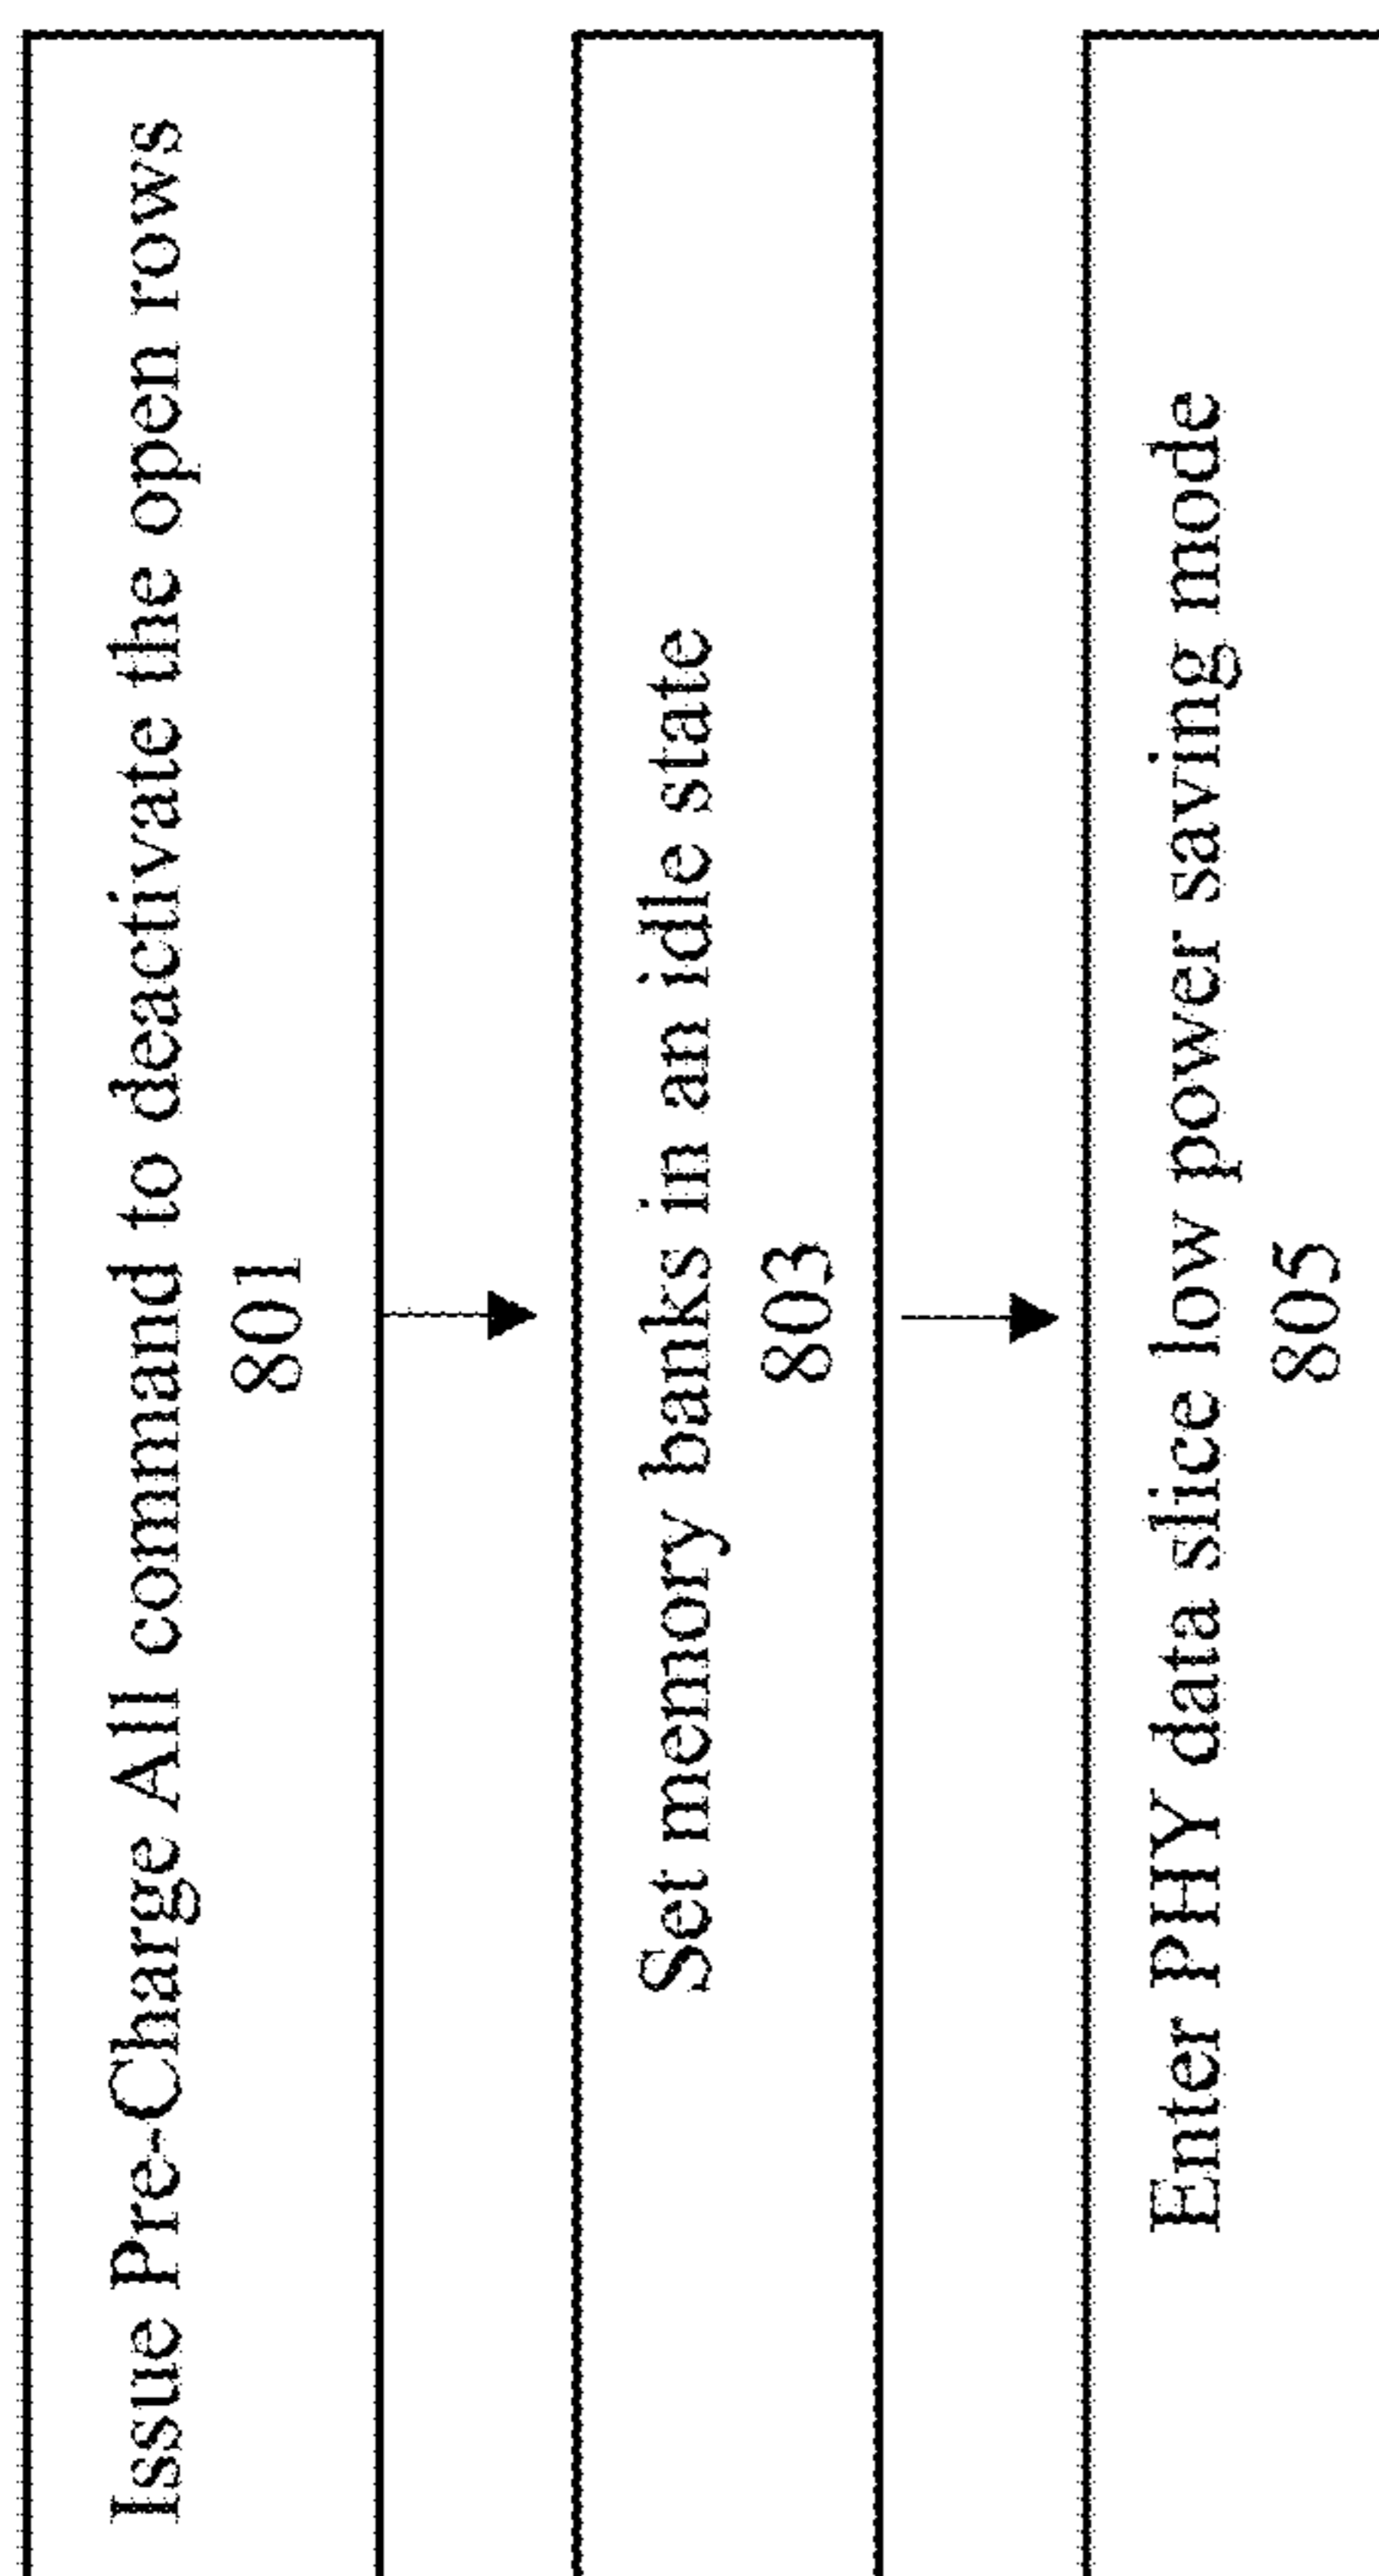 Issue Pre-Charge All command to deactivate the open rows
801
Set memory banks in an idle state
803
Enter PHY data slice low power saving mode
805